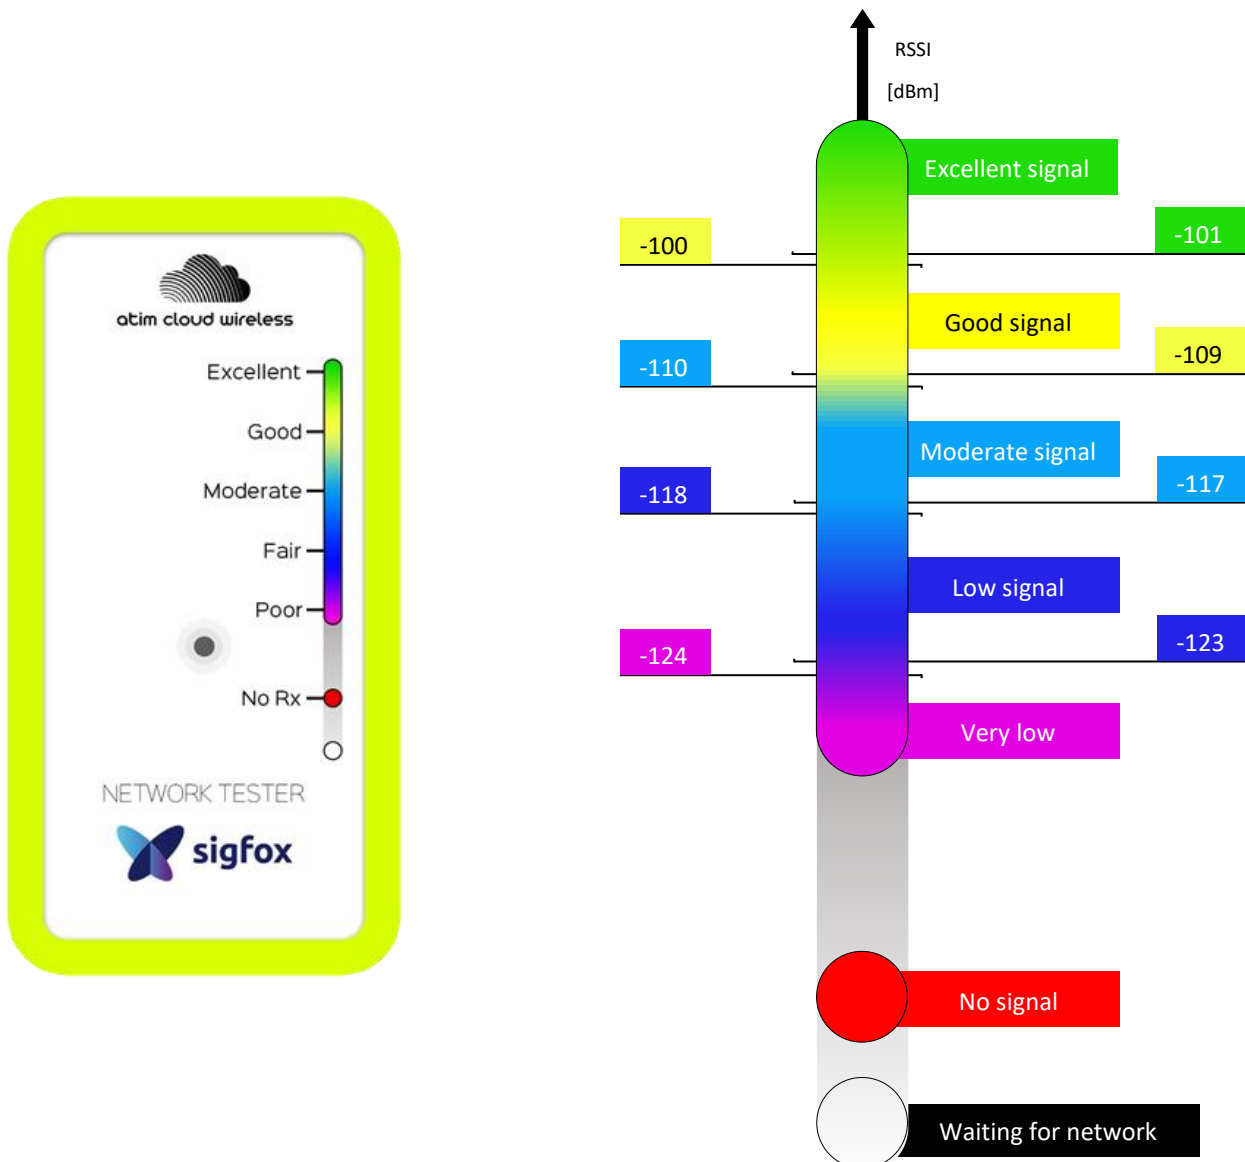 atim cloud wireless
Excellent
Good
Moderate
Fair
Poor
No Rx
NETWORK TESTER
sigfox
RSSI
[dBm]
Excellent signal
-100
-101
Good signal
-110
-109
Moderate signal
-118
-117
Low signal
-124
-123
Very low
No signal
Waiting for network